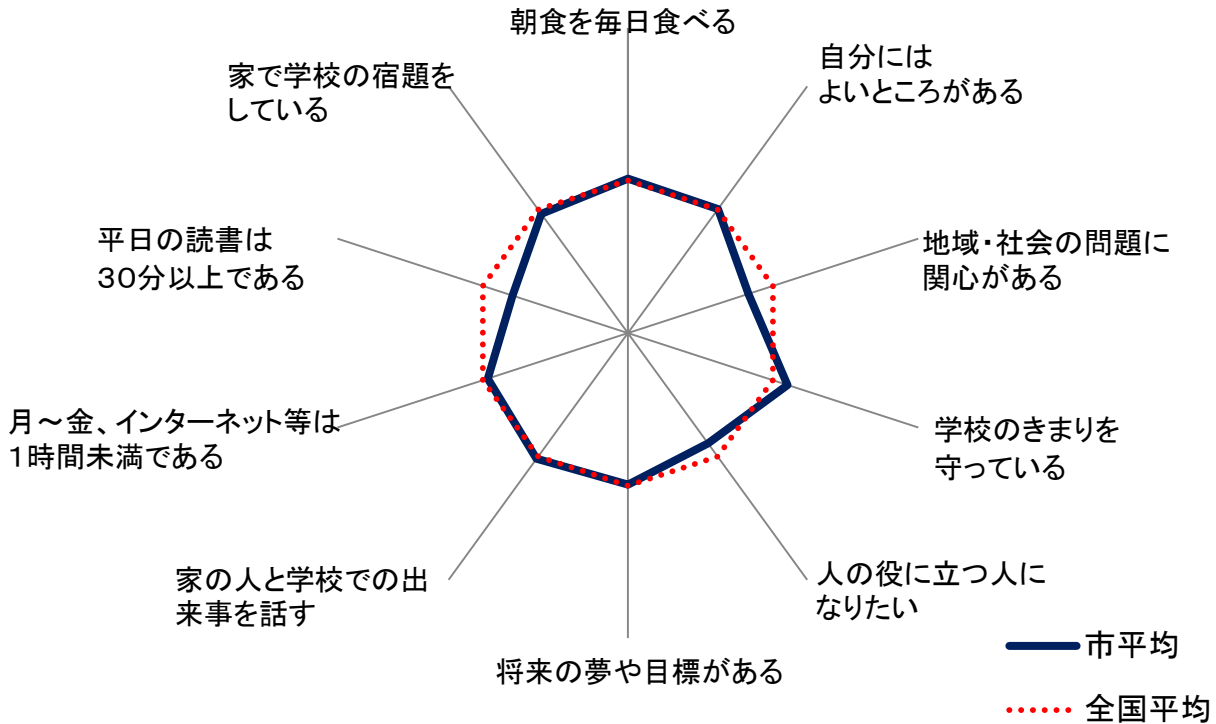 朝食を毎日食べる
自分には
よいところがある
地域・社会の問題に
関心がある
学校のきまりを
守っている
人の役に立つ人に
なりたい
将来の夢や目標がある
家の人と学校での出
来事を話す
月～金、インターネット等は
1時間未満である
平日の読書は
30分以上である
家で学校の宿題を
している
市平均
全国平均